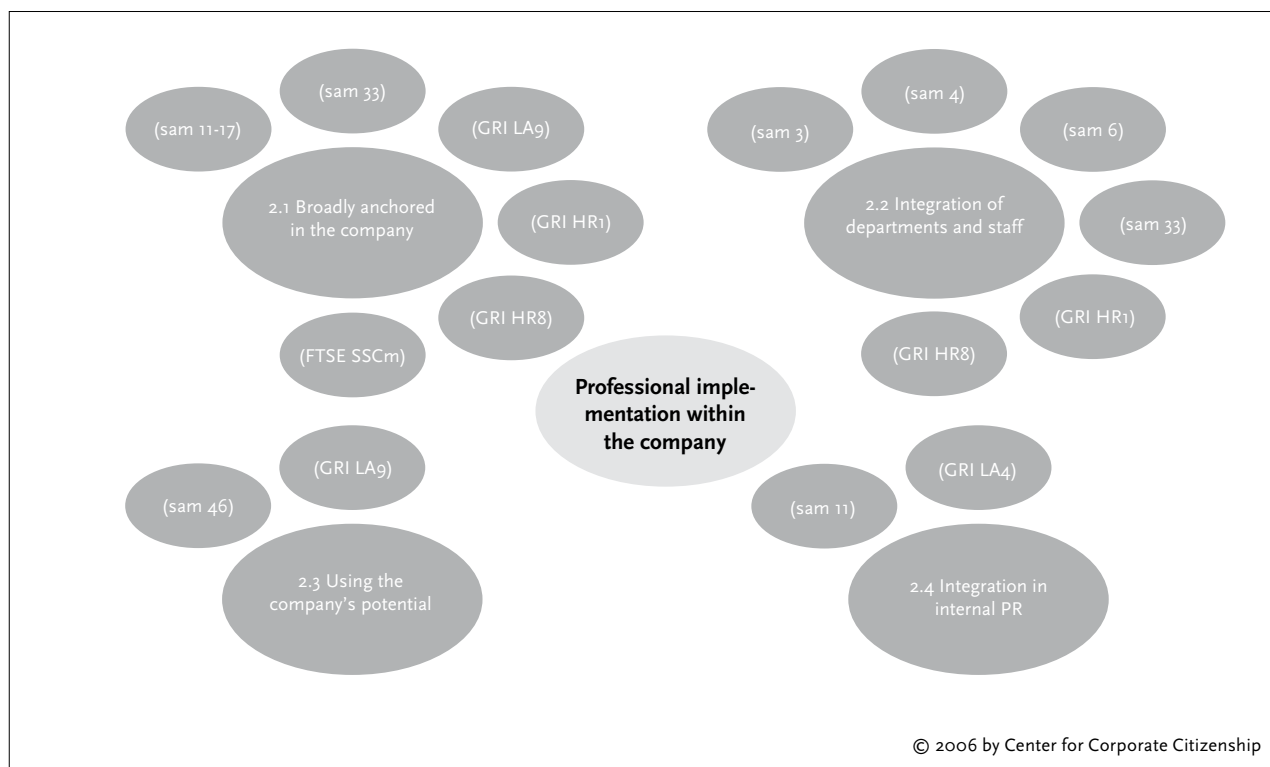 (sam 11-17)
(sam 33)
(GRI LA9)
2.1 Broadly anchored
in the company
(GRI HR1)
(GRI HR8)
(FTSE SSCm)
(sam 3)
(sam 4)
(sam 6)
2.2 Integration of
departments and staff
(sam 33)
(GRI HR1)
(GRI HR8)
Professional imple-
mentation within
the company
(sam 46)
(GRI LA9)
2.3 Using the
company’s potential
(sam 11)
(GRI LA4)
2.4 Integration in
internal PR
© 2006 by Center for Corporate Citizenship